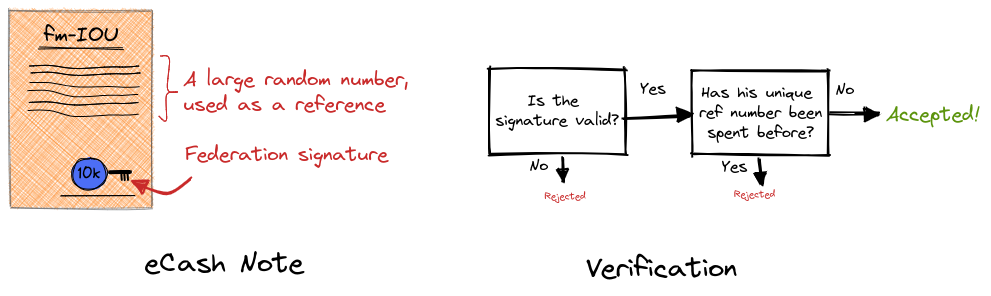 fm-IOU
A large random number,
used as a reference
Federation signature
10k
eCash Note
Is the
signature valid?
Yes
No
Rejected
Has his unique
ref number been
spent before?
No
Accepted!
Yes
Rejected
Verification